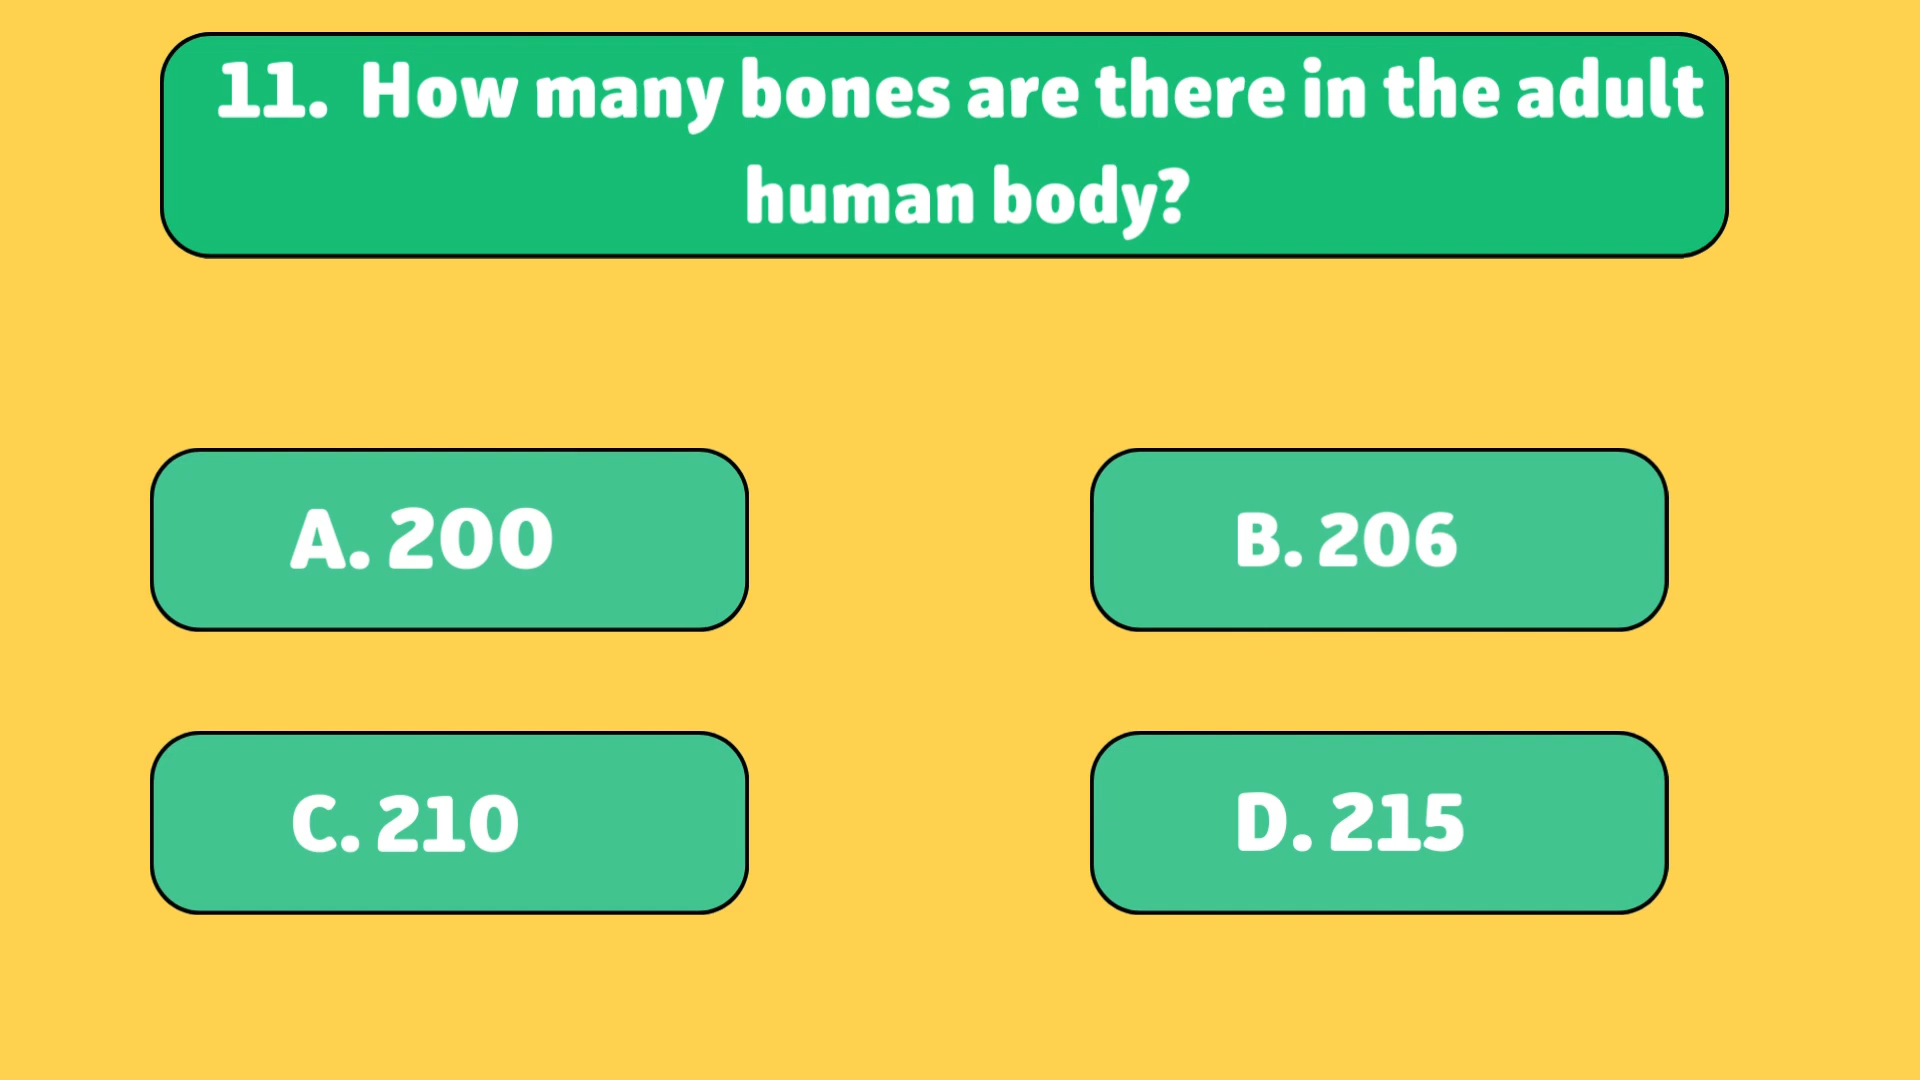 11. How many bones are there in the adult
human body?
A. 200
B. 206
C. 210
D. 215